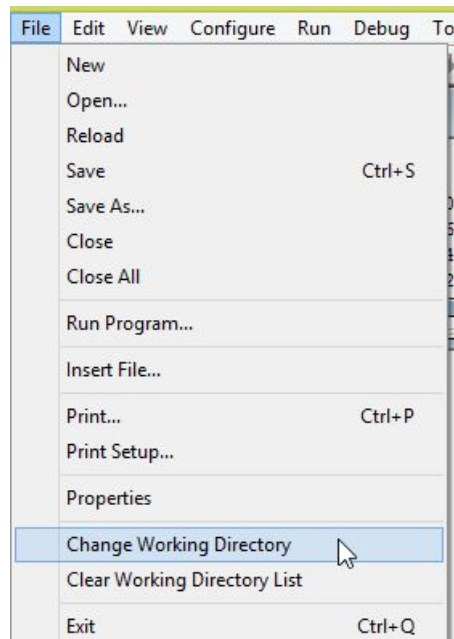 File Edit View Configure Run Debug To
New
Open...
Reload
Save Ctrl+S
Save As...
Close
Close All
Run Program...
Insert File...
Print... Ctrl+P
Print Setup...
Properties
Change Working Directory
Clear Working Directory List
Exit Ctrl+Q